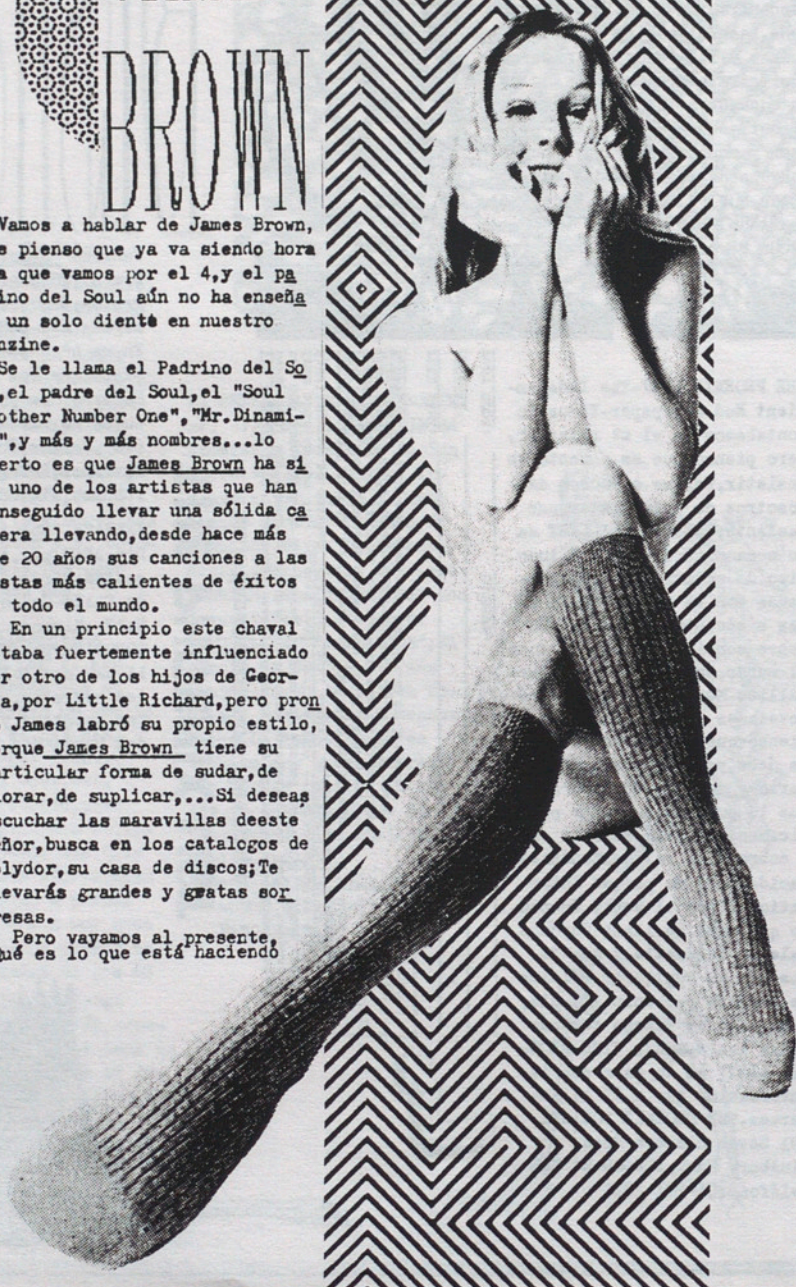 BROWN
Vamos a hablar de James Brown,
s pienso que ya va siendo hora
a que vamos por el 4,y el pa
ino del Soul aún no ha enseña
un solo diente en nuestro
nzine.
Se le llama el Padrino del So
,el padre del Soul,el "Soul
other Number One","Mr.Dinami-
",y más y más nombres...lo
erto es que James Brown ha si
uno de los artistas que han
nseguido llevar una sólida ca
era llevando,desde hace más
e 20 años sus canciones a las
stas más calientes de éxitos
todo el mundo.
En un principio este chaval
taba fuertemente influenciado
r otro de los hijos de Geor-
a,por Little Richard,pero pron
James labró su propio estilo,
rque James Brown tiene su
articular forma de sudar,de
lorar,de suplicar,...Si deseas
scuchar las maravillas deeste
eñor,busca en los catalogos de
lydor,su casa de discos;Te
levarás grandes y gratas sor
resas.
Pero vayamos al presente,
qué es lo que está haciendo